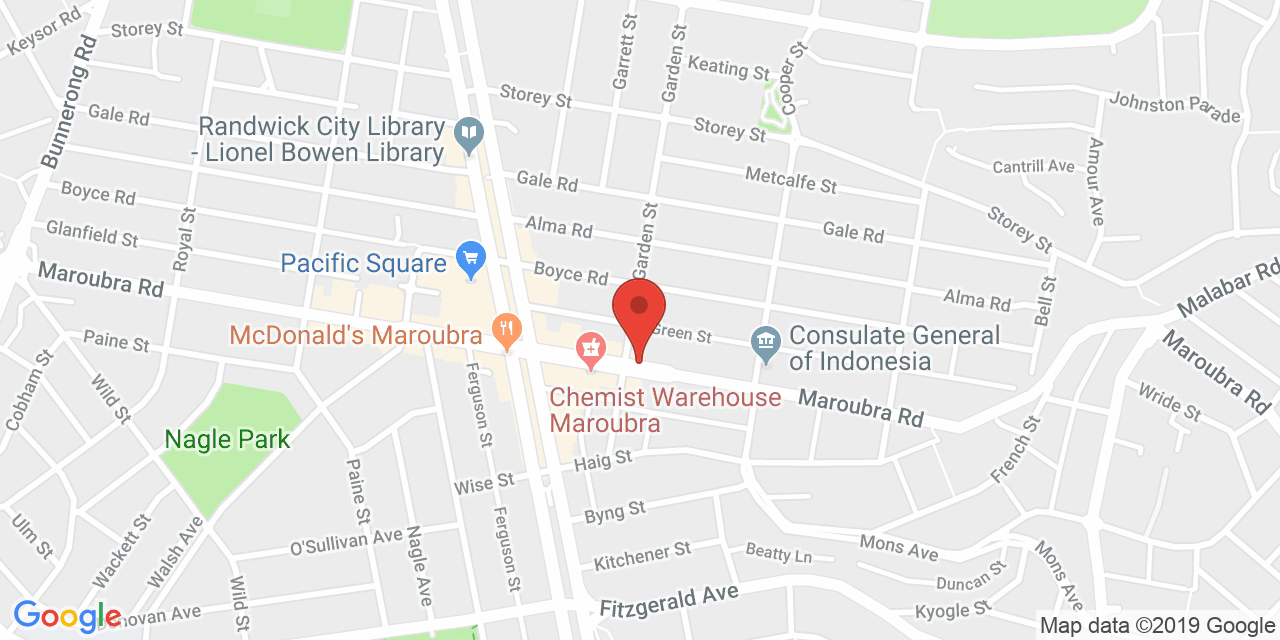 Keysor Rd
Storey St
Bunnerong Rd
Garrett St
Garden St
Keating St
Cooper St
Johnston Parade
Gale Rd
Storey St
Storey St
Randwick City Library
- Lionel Bowen Library
Amour Ave
Cantrill Ave
Metcalfe St
Gale Rd
Boyce Rd
Royal St
Glanfield St
Alma Rd
Garden St
Gale Rd
Storey St
Maroubra Rd
Pacific Square
Boyce Rd
Alma Rd
Bell St
Malabar Rd
Paine St
McDonald's Maroubra
Green St
Consulate General
of Indonesia
Maroubra Rd
Cobham St
Wild St
Ferguson St
Chemist Warehouse
Maroubra
Maroubra Rd
Wride St
Nagle Park
French St
Haig St
Paine St
Wise St
Ulm St
Wackett St
Walsh Ave
O'Sullivan Ave
Nagle Ave
Ferguson St
Byng St
Kitchener St
Beatty Ln
Mons Ave
Mons Ave
Duncan St
Wild St
Fitzgerald Ave
Kyogle St
Google
Donovan Ave
Map data ©2019 Google